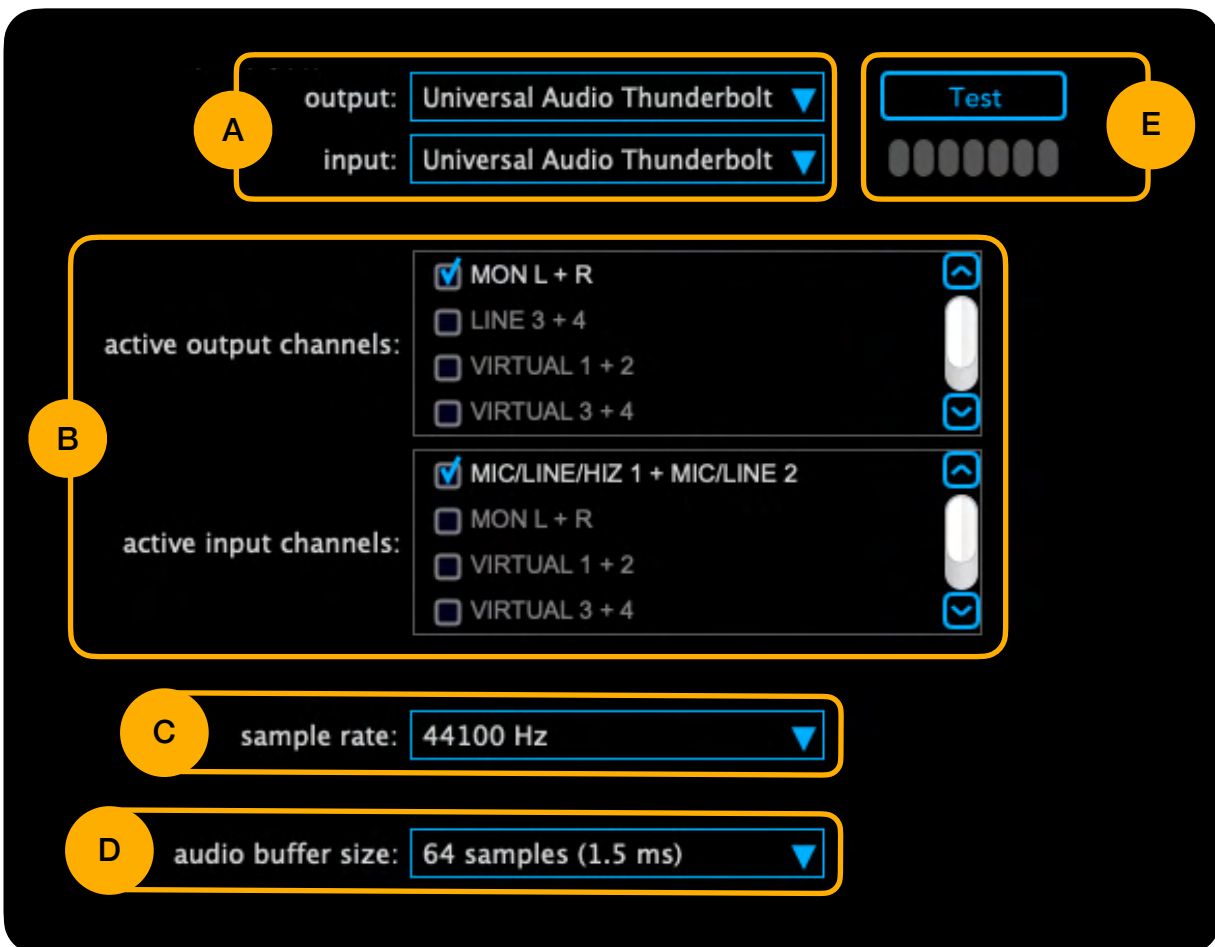 A
output:
Universal Audio Thunderbolt
input:
Universal Audio Thunderbolt
Test
E
B
active output channels:
MON L + R
LINE 3 + 4
VIRTUAL 1 + 2
VIRTUAL 3 + 4
active input channels:
MIC/LINE/HIZ 1 + MIC/LINE 2
MON L + R
VIRTUAL 1 + 2
VIRTUAL 3 + 4
C
sample rate:
44100 Hz
D
audio buffer size:
64 samples (1.5 ms)